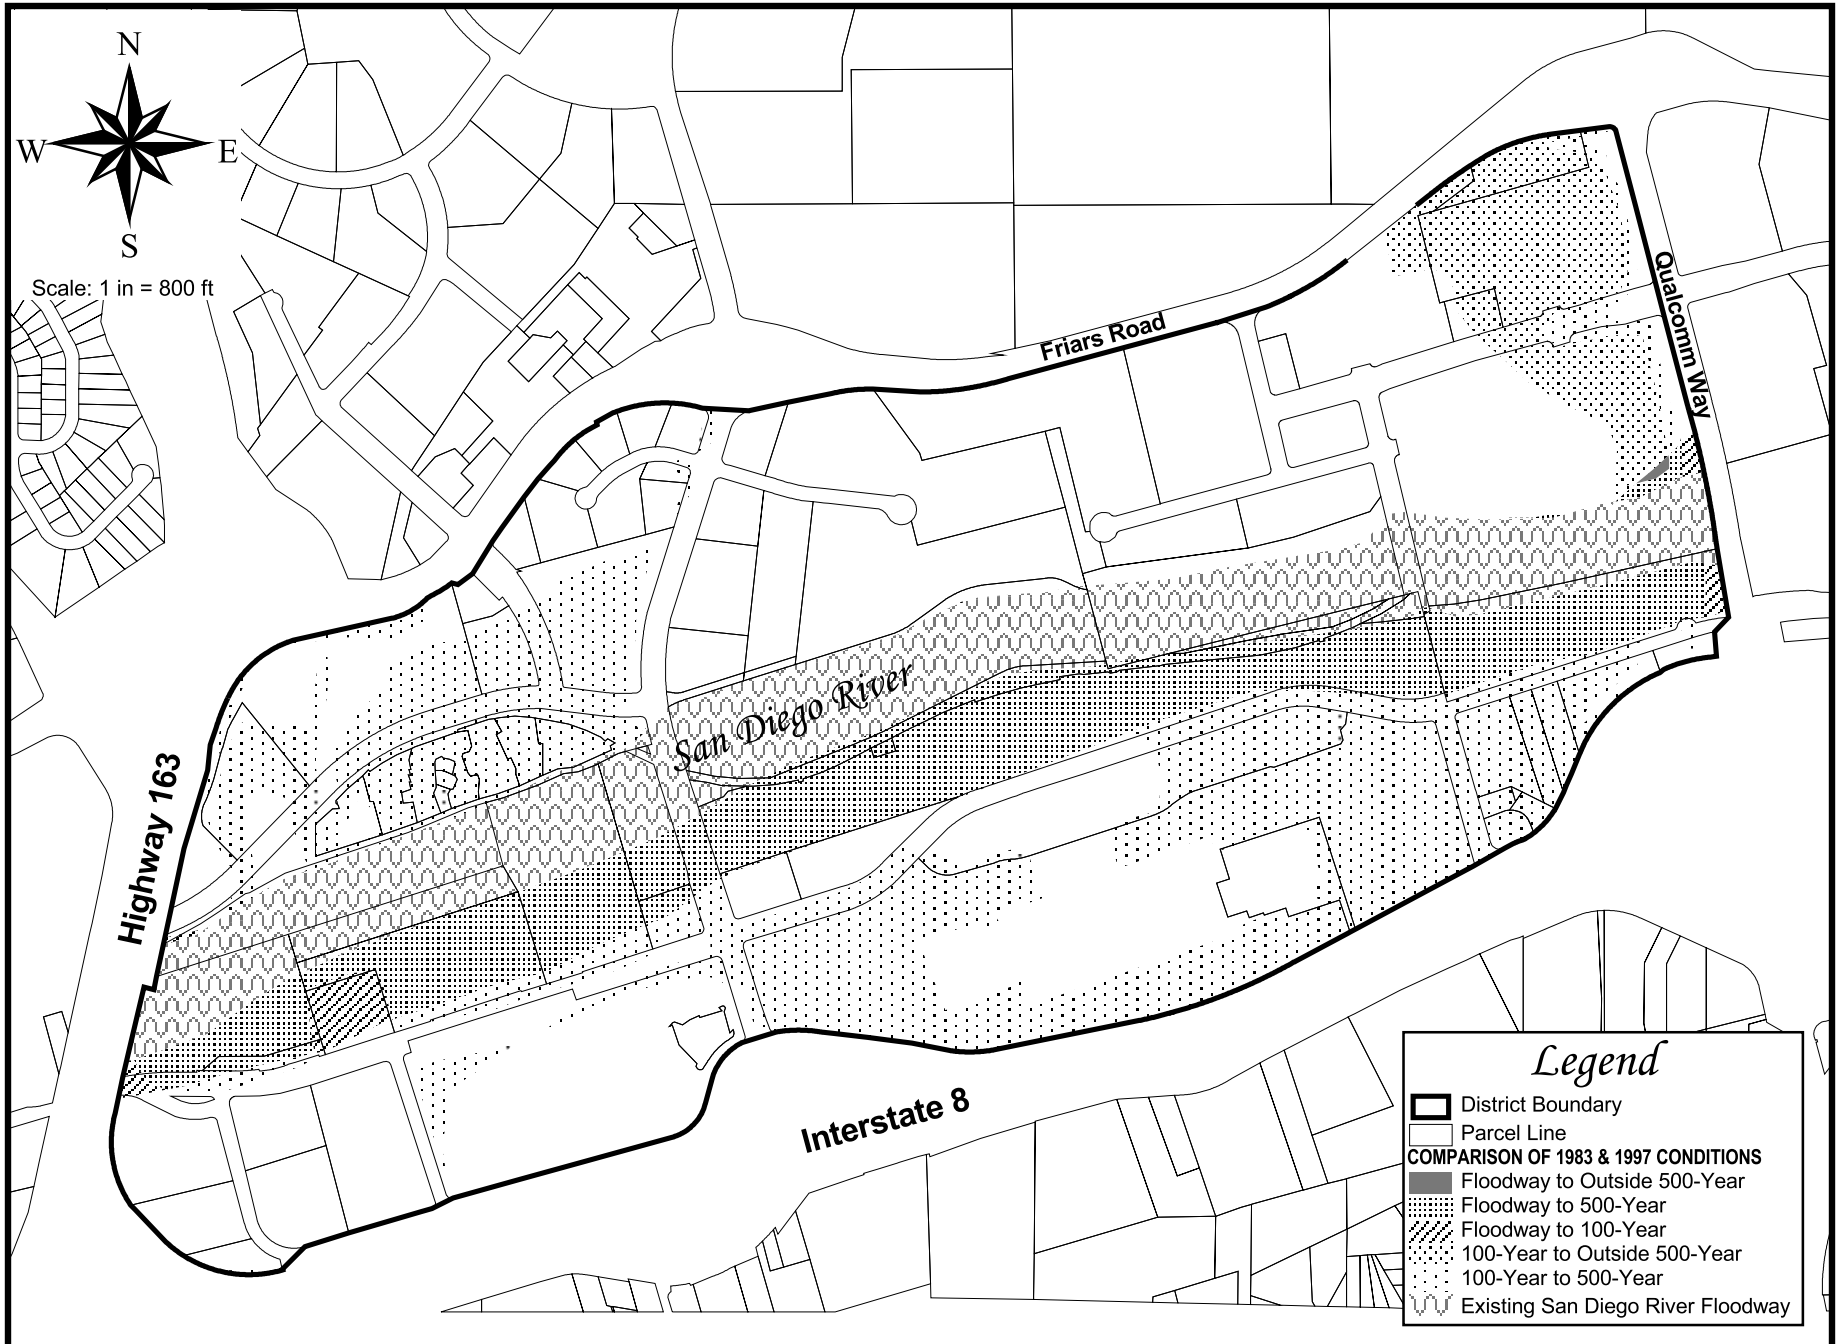 N
W E
S
Scale: 1 in = 800 ft
Friars Road
Qualcomm Way
San Diego River
Highway 163
Interstate 8
Legend
District Boundary
Parcel Line
COMPARISON OF 1983 & 1997 CONDITIONS
Floodway to Outside 500-Year
Floodway to 500-Year
Floodway to 100-Year
100-Year to Outside 500-Year
100-Year to 500-Year
Existing San Diego River Floodway